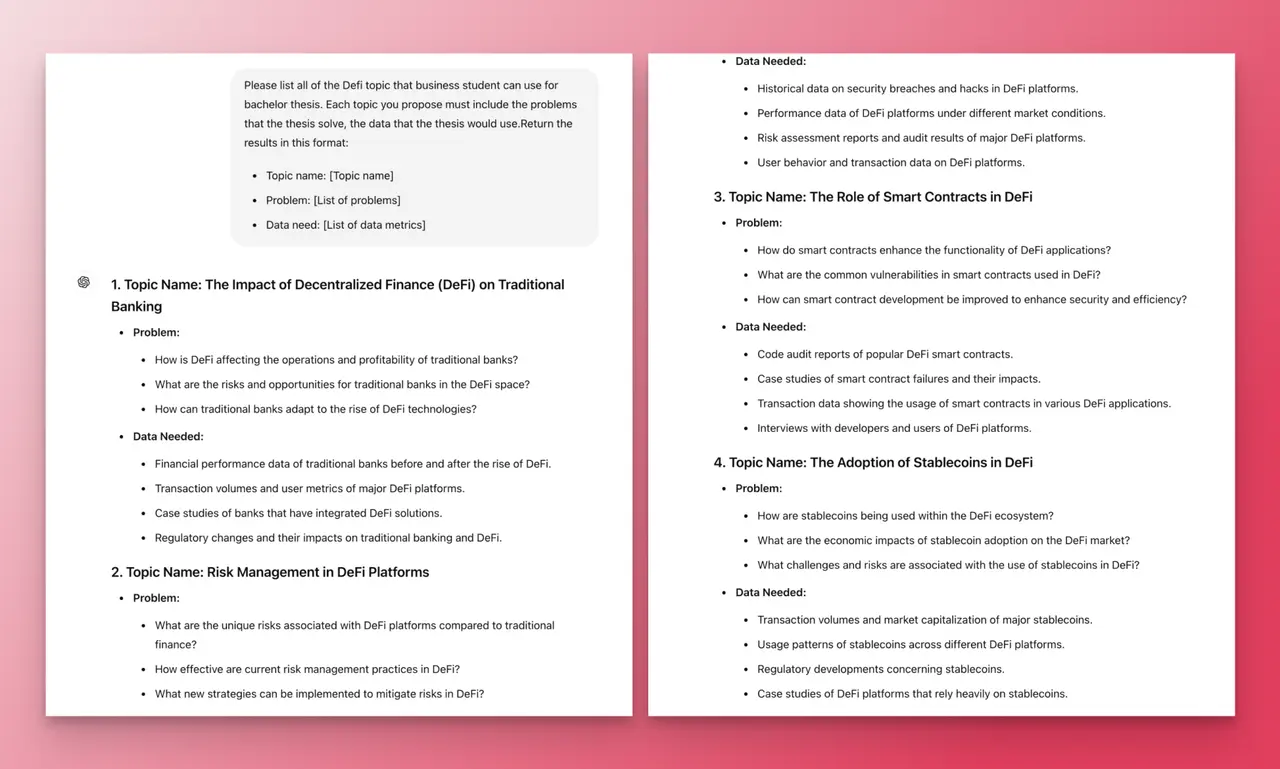 Please list all of the Defi topic that business student can use for
bachelor thesis. Each topic you propose must include the problems
that the thesis solve, the data that the thesis would use.Return the
results in this format:
• Topic name: [Topic name]
• Problem: [List of problems]
• Data need: [List of data metrics]
1. Topic Name: The Impact of Decentralized Finance (DeFi) on Traditional
Banking
• Problem:
• How is DeFi affecting the operations and profitability of traditional banks?
• What are the risks and opportunities for traditional banks in the DeFi space?
• How can traditional banks adapt to the rise of DeFi technologies?
• Data Needed:
• Financial performance data of traditional banks before and after the rise of DeFi.
• Transaction volumes and user metrics of major DeFi platforms.
• Case studies of banks that have integrated DeFi solutions.
• Regulatory changes and their impacts on traditional banking and DeFi.
2. Topic Name: Risk Management in DeFi Platforms
• Problem:
• What are the unique risks associated with DeFi platforms compared to traditional
finance?
• How effective are current risk management practices in DeFi?
• What new strategies can be implemented to mitigate risks in DeFi?
• Data Needed:
• Historical data on security breaches and hacks in DeFi platforms.
• Performance data of DeFi platforms under different market conditions.
• Risk assessment reports and audit results of major DeFi platforms.
• User behavior and transaction data on DeFi platforms.
3. Topic Name: The Role of Smart Contracts in DeFi
• Problem:
• How do smart contracts enhance the functionality of DeFi applications?
• What are the common vulnerabilities in smart contracts used in DeFi?
• How can smart contract development be improved to enhance security and efficiency?
• Data Needed:
• Code audit reports of popular DeFi smart contracts.
• Case studies of smart contract failures and their impacts.
• Transaction data showing the usage of smart contracts in various DeFi applications.
• Interviews with developers and users of DeFi platforms.
4. Topic Name: The Adoption of Stablecoins in DeFi
• Problem:
• How are stablecoins being used within the DeFi ecosystem?
• What are the economic impacts of stablecoin adoption on the DeFi market?
• What challenges and risks are associated with the use of stablecoins in DeFi?
• Data Needed:
• Transaction volumes and market capitalization of major stablecoins.
• Usage patterns of stablecoins across different DeFi platforms.
• Regulatory developments concerning stablecoins.
• Case studies of DeFi platforms that rely heavily on stablecoins.